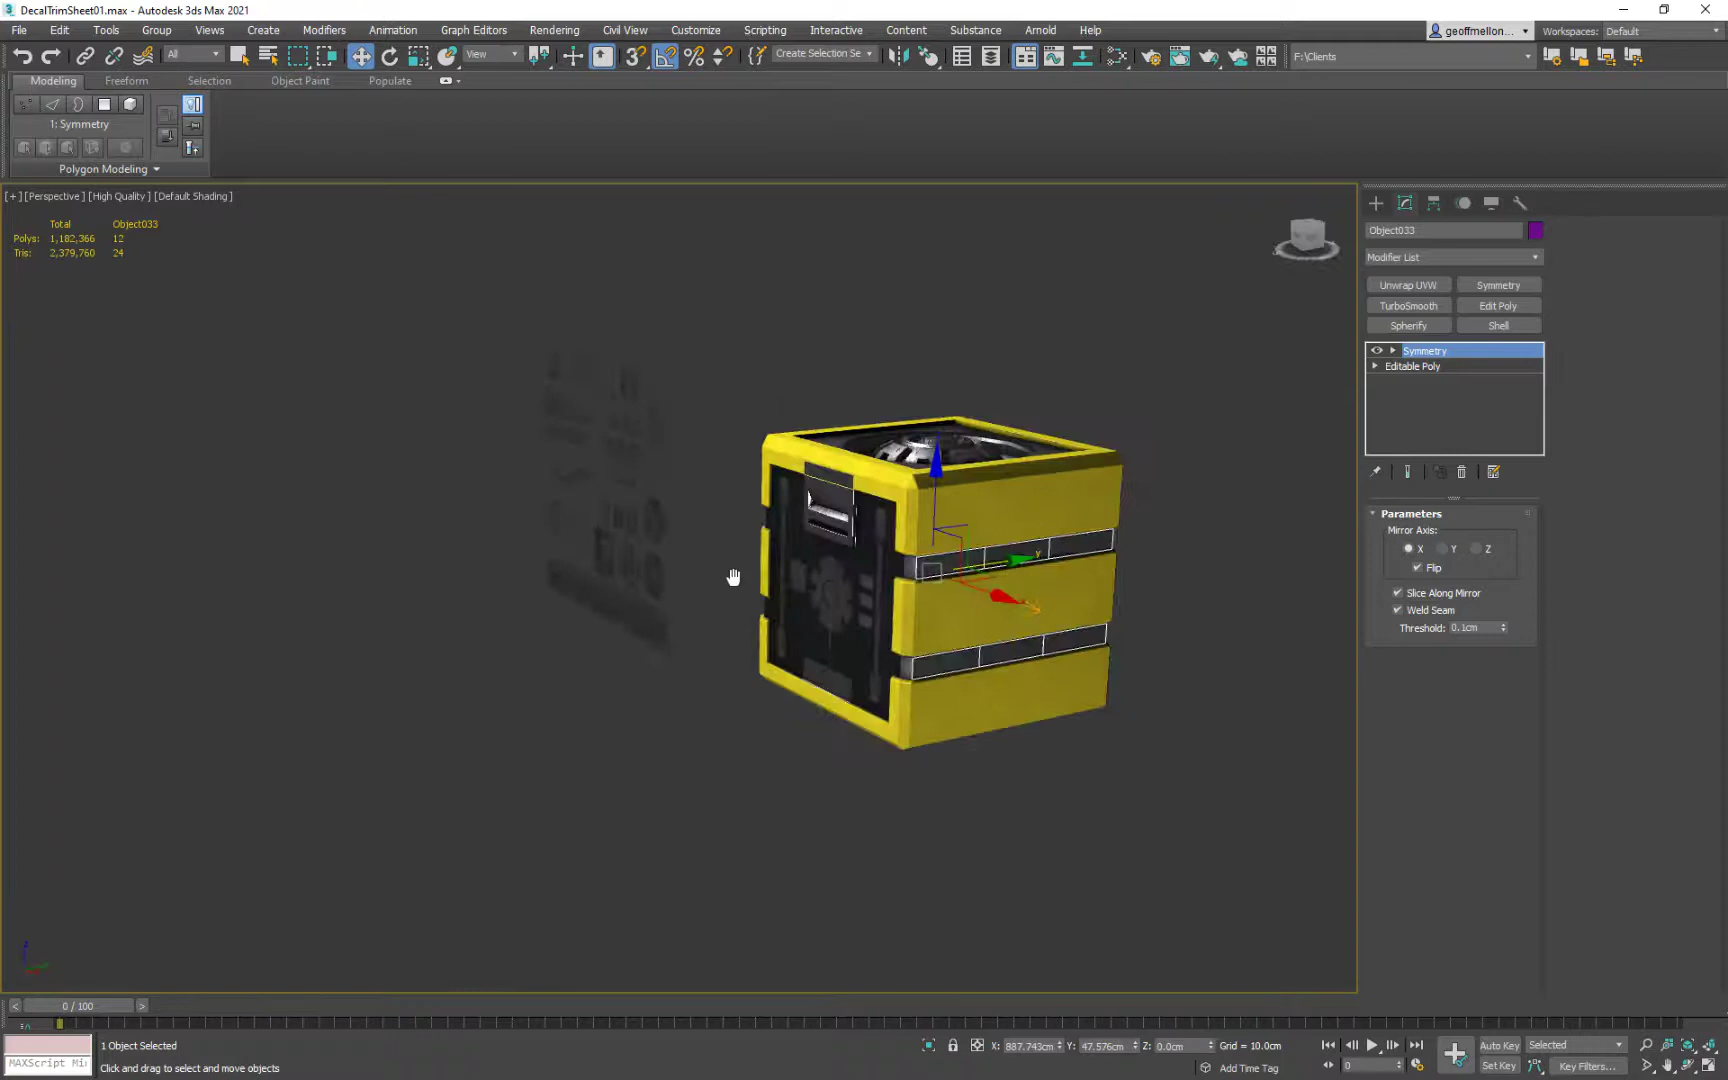 DecalTrimSheet01.max - Autodesk 3ds Max 2021
File Edit Tools Group Views Create Modifiers Animation Graph Editors Rendering Civil View Customize Scripting Interactive Content Substance Arnold Help
geoffmellon... Workspaces: Default
All View Create Selection Se F:\Clients
Modeling Freeform Selection Object Paint Populate
1: Symmetry
Polygon Modeling
[+] [Perspective] [High Quality] [Default Shading]
Total Object033
Polys: 1,182,366 12
Tris: 2,379,760 24
Object033
Modifier List
Unwrap UVW Symmetry
TurboSmooth Edit Poly
Spherify Shell
Symmetry
Editable Poly
Parameters
Mirror Axis:
X Y Z
Flip
Slice Along Mirror
Weld Seam
Threshold: 0.1cm
0 / 100
1 Object Selected X: 887.743cm Y: 47.576cm Z: 0.0cm Grid = 10.0cm Auto Key Selected
MAXScript Mi Click and drag to select and move objects Add Time Tag 0 Set Key Key Filters...